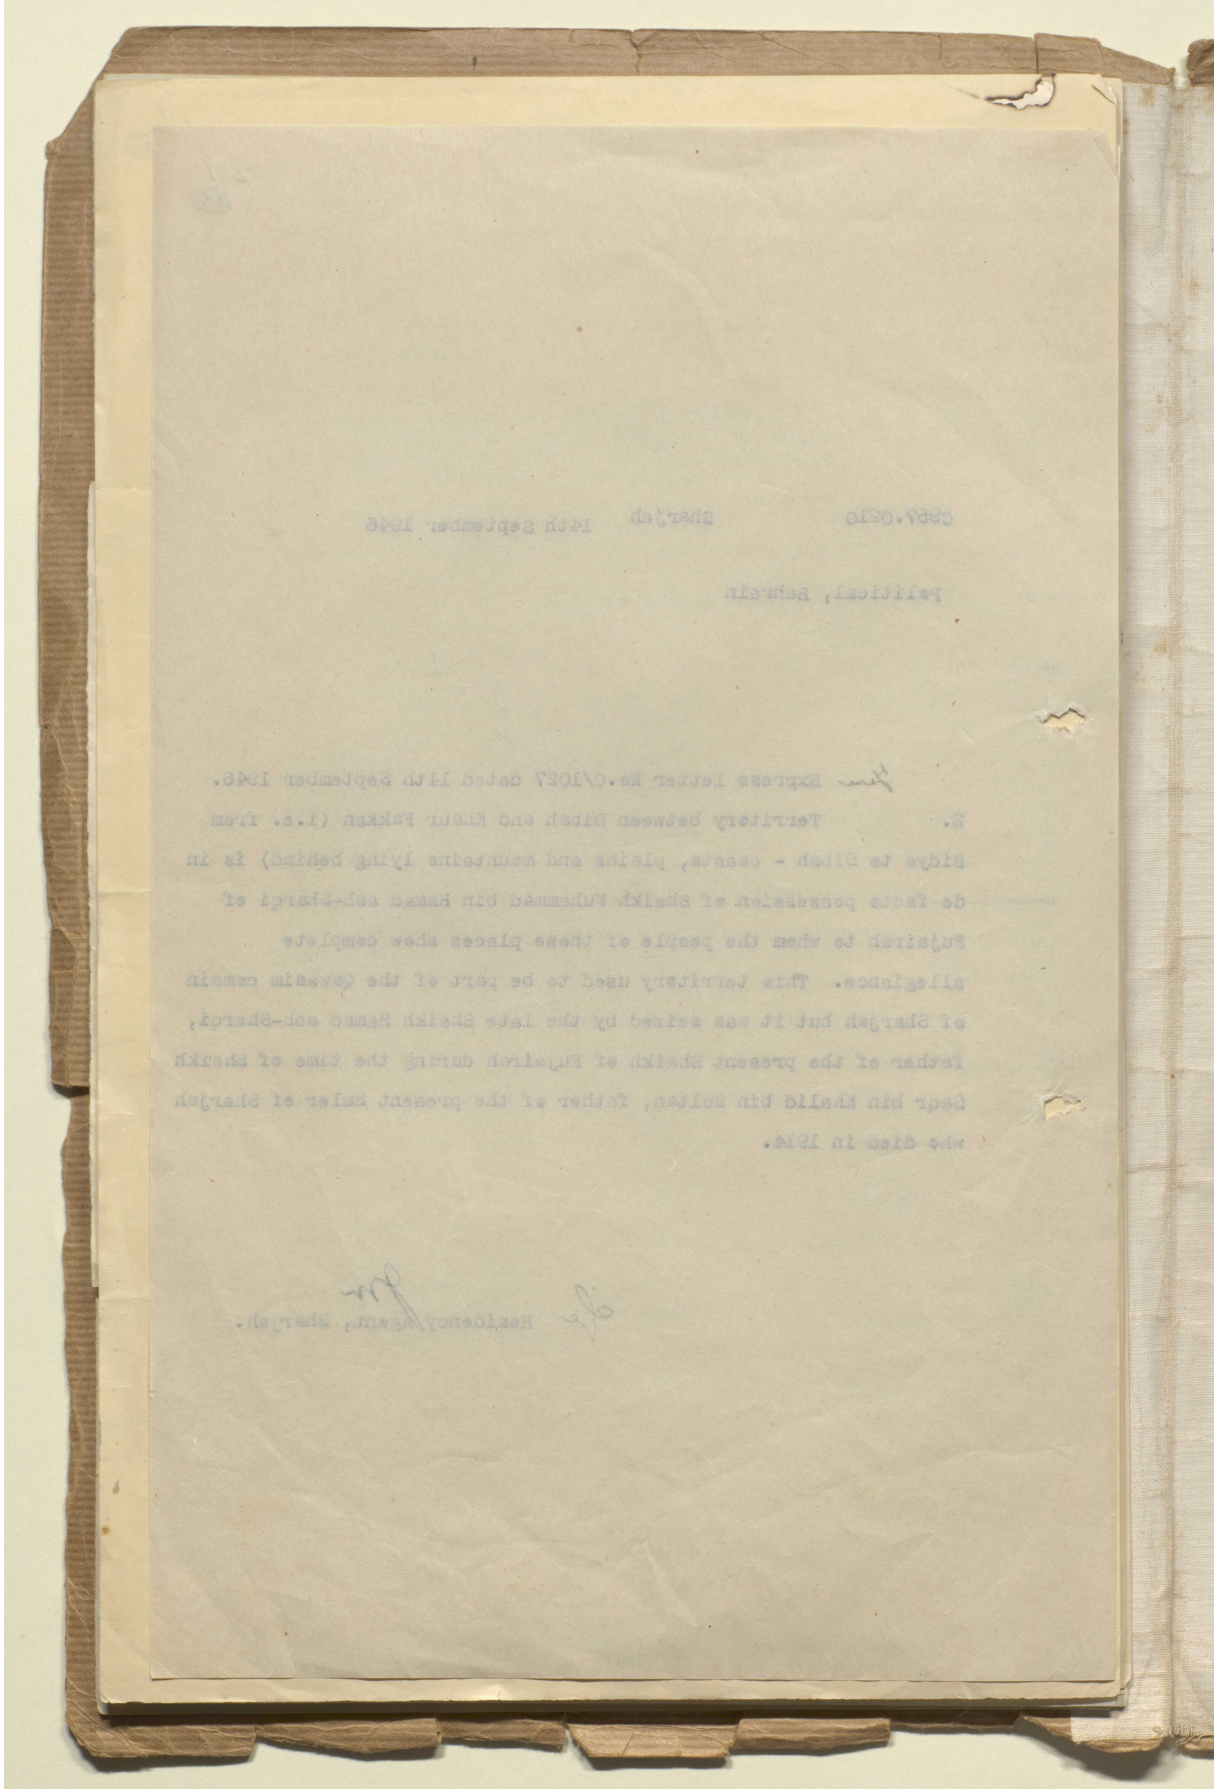 C957.0210 Sharjah 14th September 1946
Political, Bahrain
Your Express letter No.C/1027 dated 11th September 1946.
2. Territory between Dibah and Khaur Fakkan (i.e. from
Bidya to Dibah - coasts, plains and mountains lying behind) is in
de facto possession of Shaikh Muhammad bin Hamad ash-Sharqi of
Fujairah to whom the people of these places show complete
allegiance. This territory used to be part of the Qawasim domain
of Sharjah but it was seized by the late Shaikh Hamad ash-Sharqi,
father of the present Shaikh of Fujairah during the time of Shaikh
Saqr bin Khalid bin Sultan, father of the present Ruler of Sharjah
who died in 1914.
Residency Agent, Sharjah.